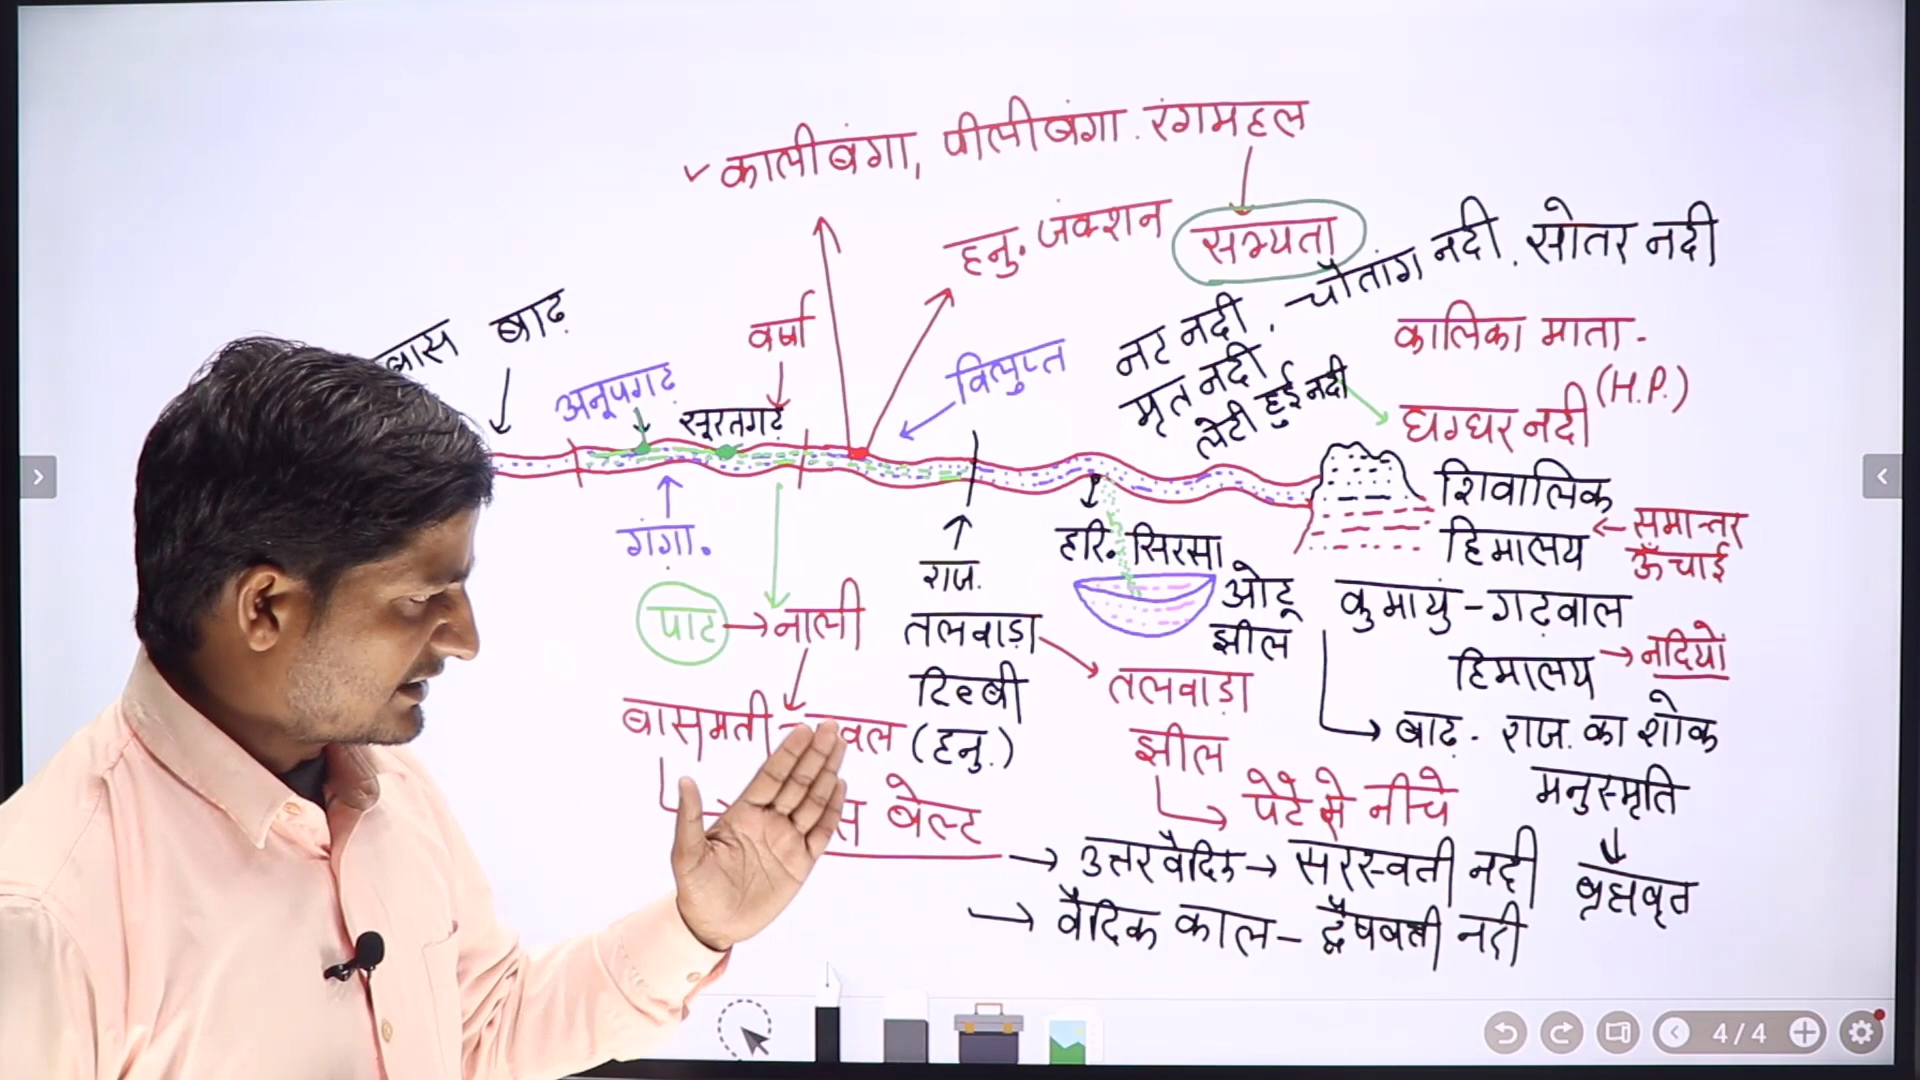 कालीबंगा, पीलीबंगा. रंगमहल
हनु. जंक्शन
सभ्यता
नट नदी. चौतांग नदी. सोतर नदी
मृत नदी
लेटी हुई नदी
कालिका माता -
(H.P.)
घग्घर नदी
शिवालिक
हिमालय ← समान्तर
ऊँचाई
कुमायु - गढ़वाल
हिमालय → नदियो
बाढ़ - राज. का शोक
मनुस्मृति
ब्रह्मवृत
बाढ़
वर्षा
अनूपगढ़
सूरतगढ़
विलुप्त
गंगा.
राज.
तलवाड़ा
टिब्बी
(हनु.)
हरि. सिरसा
ओटू
झील
पाट → नाली
बासमती -
बेल्ट
तलवाड़ा
झील
पेटे से नीचे
→ उत्तरवैदिक → सरस्वती नदी
→ वैदिक काल - द्वैषवती नदी
4/4